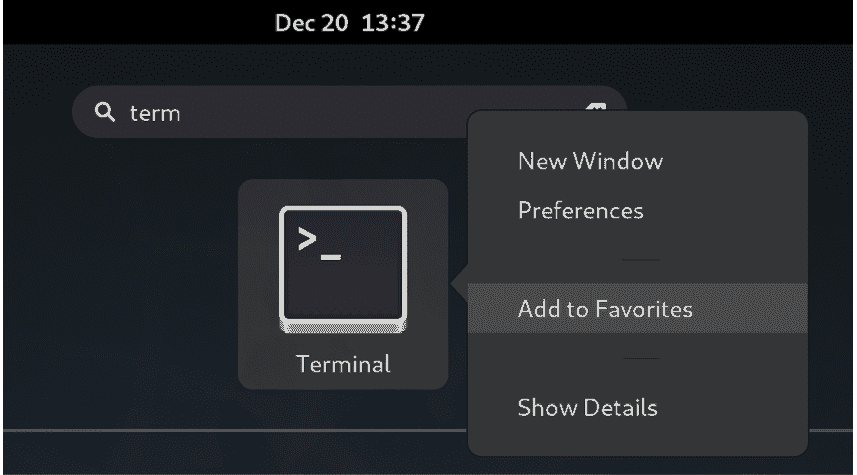 Dec 20 13:37
term
New Window
Preferences
Add to Favorites
Show Details
>_
Terminal